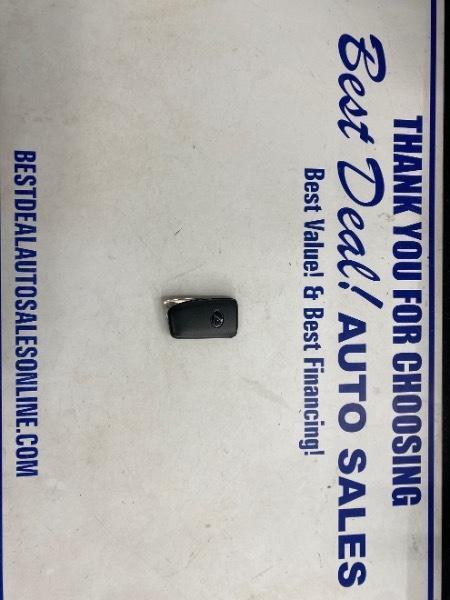 THANK YOU FOR CHOOSING
Best Deal! AUTO SALES
Best Value! & Best Financing!
BESTDEALAUTOSALESONLINE.COM